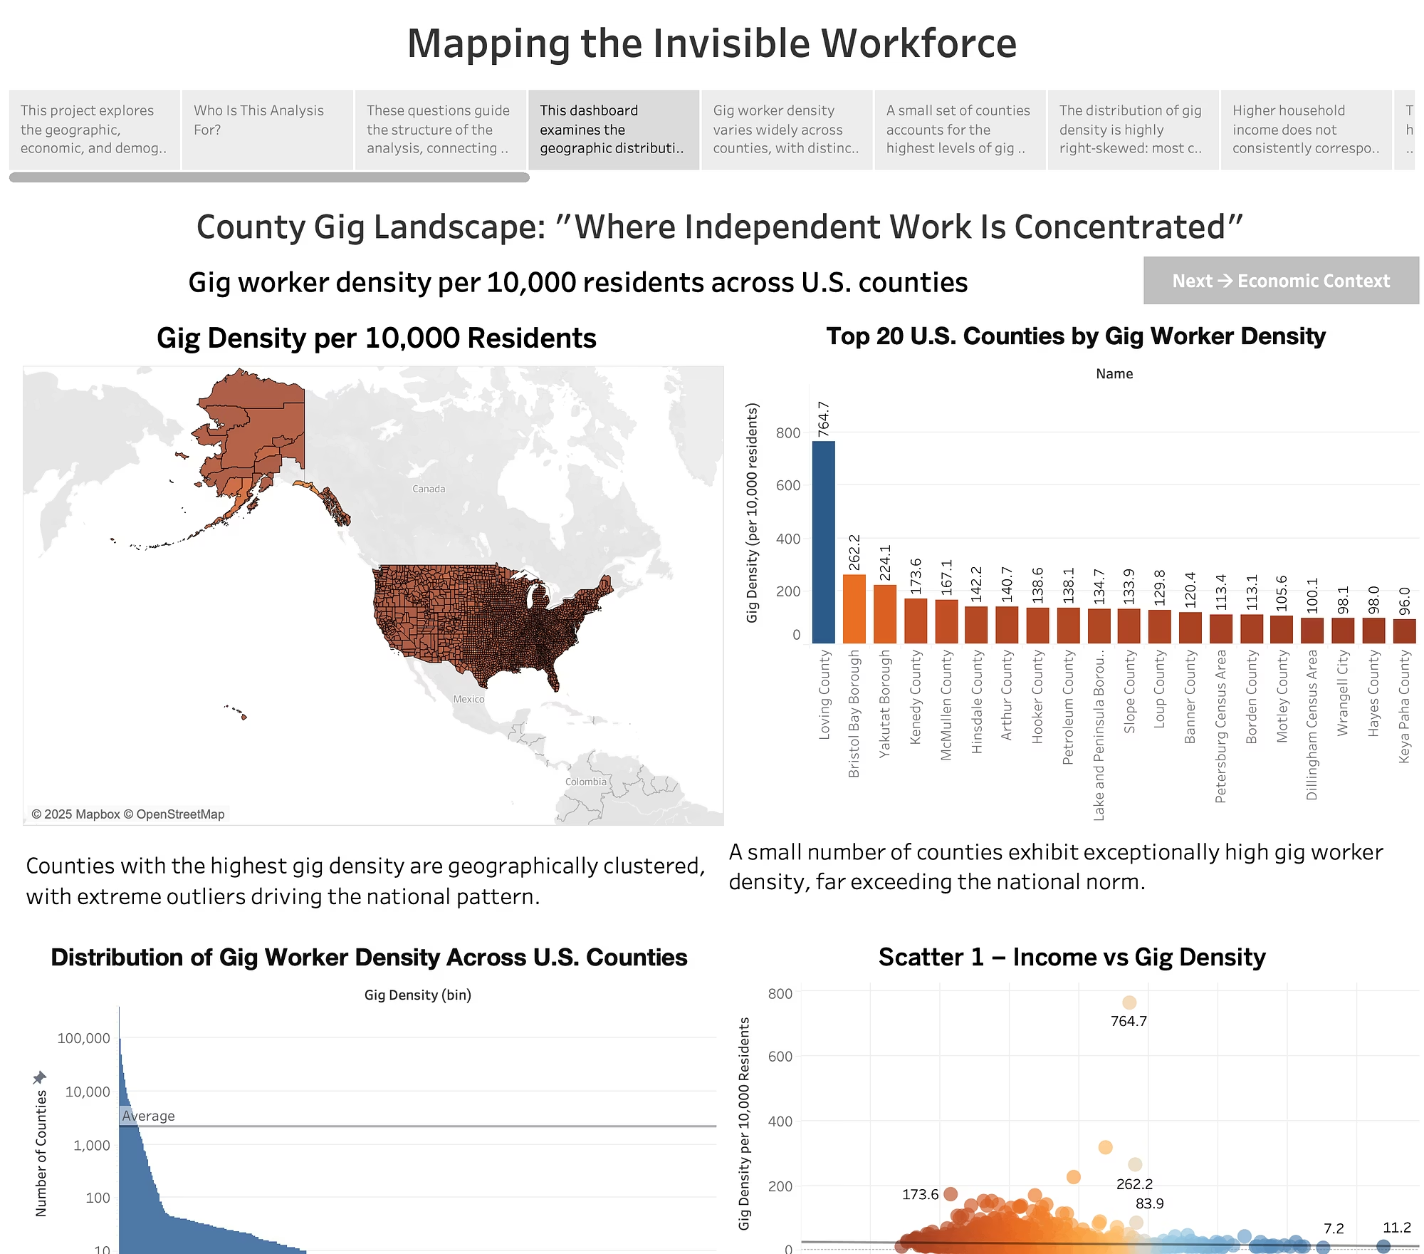 Mapping the Invisible Workforce
This project explores
the geographic,
economic, and demog..
Who Is This Analysis
For?
These questions guide
the structure of the
analysis, connecting ..
This dashboard
examines the
geographic distributi..
Gig worker density
varies widely across
counties, with distinc..
A small set of counties
accounts for the
highest levels of gig ..
The distribution of gig
density is highly
right-skewed: most c..
Higher household
income does not
consistently correspo..
T
h
..
County Gig Landscape: "Where Independent Work Is Concentrated"
Gig worker density per 10,000 residents across U.S. counties
Next → Economic Context
Gig Density per 10,000 Residents
Canada
Mexico
Colombia
© 2025 Mapbox © OpenStreetMap
Counties with the highest gig density are geographically clustered,
with extreme outliers driving the national pattern.
Top 20 U.S. Counties by Gig Worker Density
Name
Gig Density (per 10,000 residents)
800
600
400
200
0
764.7
262.2
224.1
173.6
167.1
142.2
140.7
138.6
138.1
134.7
133.9
129.8
120.4
113.4
113.1
105.6
100.1
98.1
98.0
96.0
Loving County
Bristol Bay Borough
Yakutat Borough
Kenedy County
McMullen County
Hinsdale County
Arthur County
Hooker County
Petroleum County
Lake and Peninsula Borou..
Slope County
Loup County
Banner County
Petersburg Census Area
Borden County
Motley County
Dillingham Census Area
Wrangell City
Hayes County
Keya Paha County
A small number of counties exhibit exceptionally high gig worker
density, far exceeding the national norm.
Distribution of Gig Worker Density Across U.S. Counties
Gig Density (bin)
Number of Counties
100,000
10,000
Average
1,000
100
10
Scatter 1 – Income vs Gig Density
Gig Density per 10,000 Residents
800
600
400
200
0
764.7
262.2
173.6
83.9
7.2
11.2